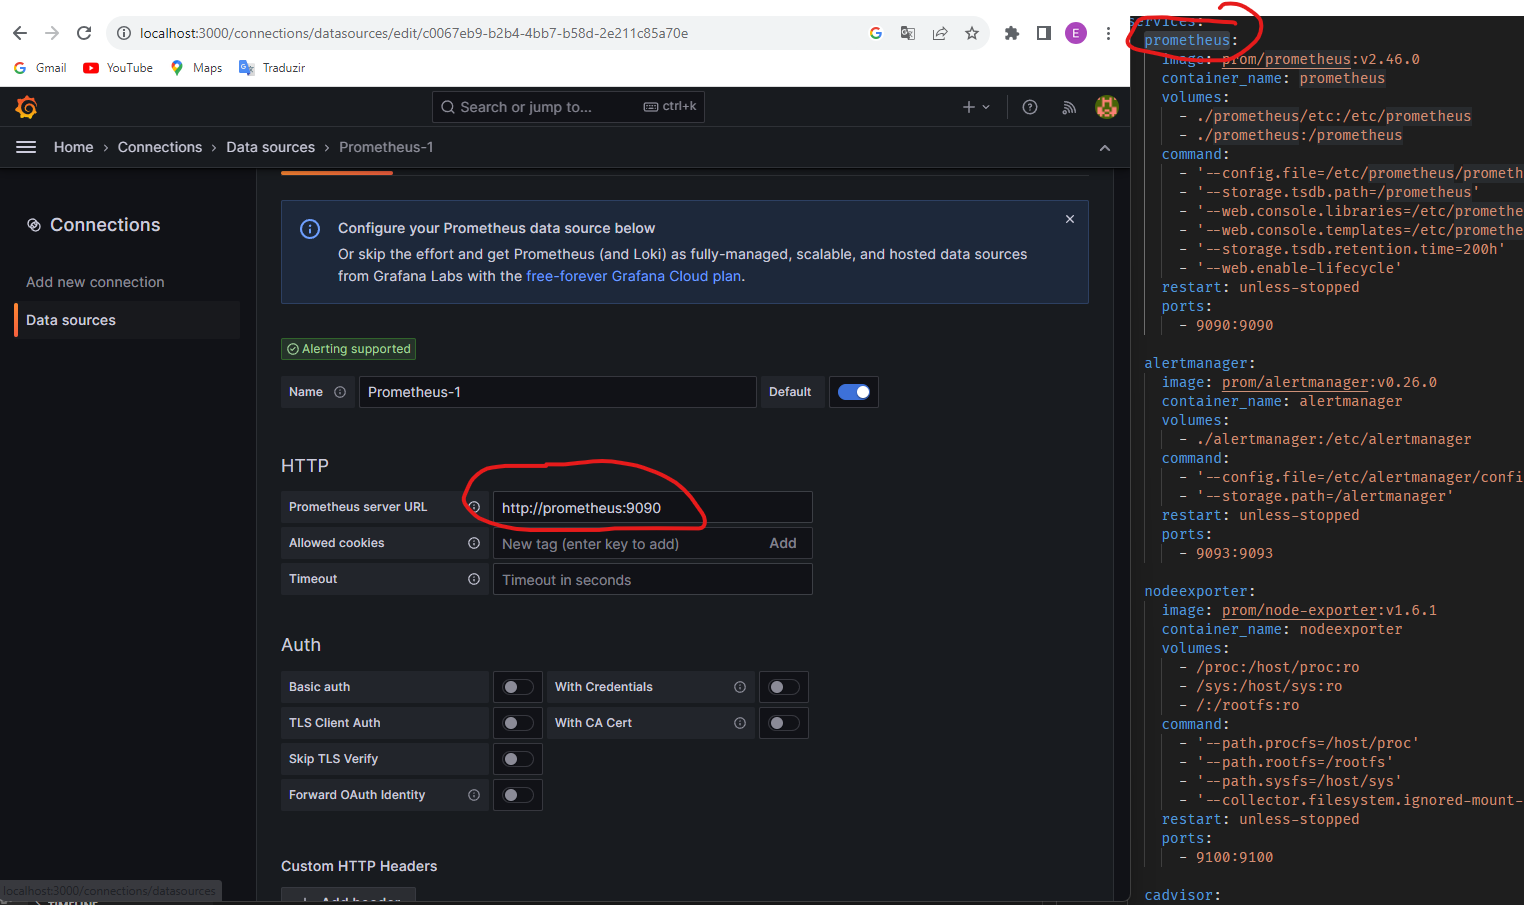 localhost:3000/connections/datasources/edit/c0067eb9-b2b4-4bb7-b58d-2e211c85a70e
E
Gmail YouTube Maps Traduzir
Search or jump to... ctrl+k
Home › Connections › Data sources › Prometheus-1
Connections
Add new connection
Data sources
Configure your Prometheus data source below
Or skip the effort and get Prometheus (and Loki) as fully-managed, scalable, and hosted data sources
from Grafana Labs with the free-forever Grafana Cloud plan.
Alerting supported
Name Prometheus-1 Default
HTTP
Prometheus server URL http://prometheus:9090
Allowed cookies New tag (enter key to add) Add
Timeout Timeout in seconds
Auth
Basic auth With Credentials
TLS Client Auth With CA Cert
Skip TLS Verify
Forward OAuth Identity
Custom HTTP Headers
Add header
localhost:3000/connections/datasources
TIMELINE
services:
prometheus:
image: prom/prometheus:v2.46.0
container_name: prometheus
volumes:
- ./prometheus/etc:/etc/prometheus
- ./prometheus:/prometheus
command:
- '--config.file=/etc/prometheus/prometh
- '--storage.tsdb.path=/prometheus'
- '--web.console.libraries=/etc/promethe
- '--web.console.templates=/etc/promethe
- '--storage.tsdb.retention.time=200h'
- '--web.enable-lifecycle'
restart: unless-stopped
ports:
- 9090:9090
alertmanager:
image: prom/alertmanager:v0.26.0
container_name: alertmanager
volumes:
- ./alertmanager:/etc/alertmanager
command:
- '--config.file=/etc/alertmanager/confi
- '--storage.path=/alertmanager'
restart: unless-stopped
ports:
- 9093:9093
nodeexporter:
image: prom/node-exporter:v1.6.1
container_name: nodeexporter
volumes:
- /proc:/host/proc:ro
- /sys:/host/sys:ro
- /:/rootfs:ro
command:
- '--path.procfs=/host/proc'
- '--path.rootfs=/rootfs'
- '--path.sysfs=/host/sys'
- '--collector.filesystem.ignored-mount-
restart: unless-stopped
ports:
- 9100:9100
cadvisor: